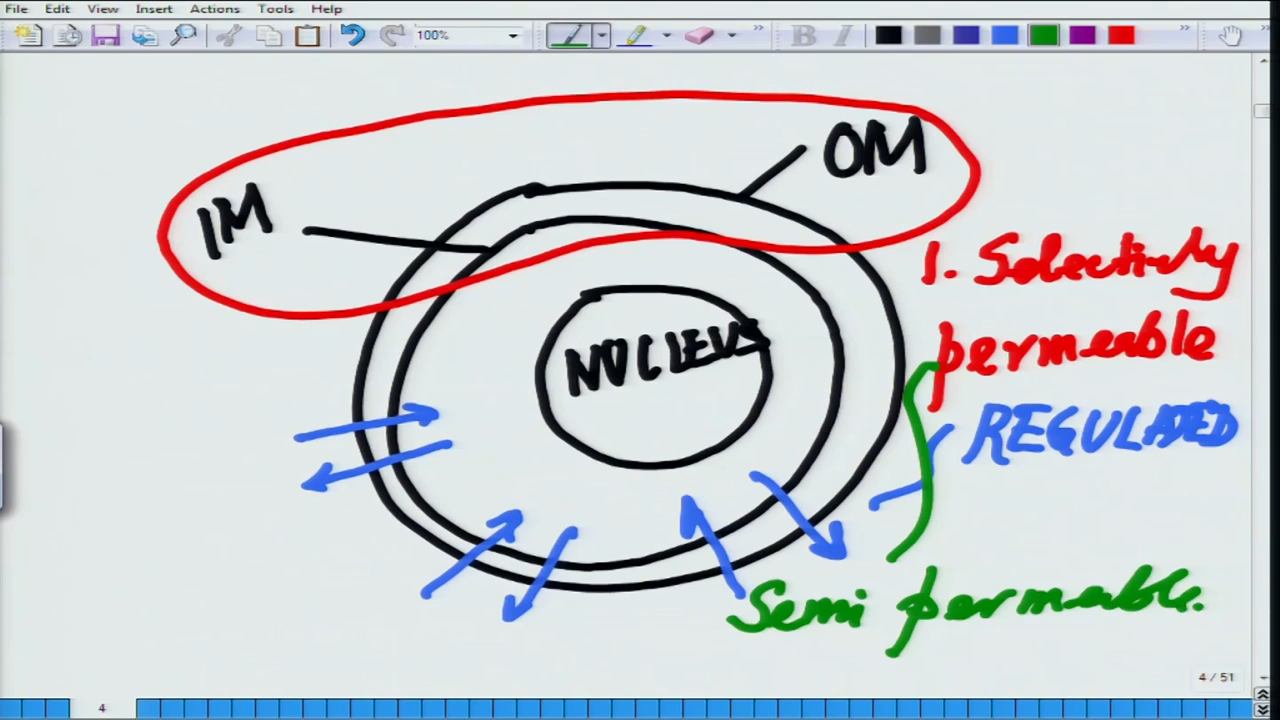 File Edit View Insert Actions Tools Help
100%
B I
OM
IM
1. Selectivly
permeable
NUCLEUS
REGULATED
Semi permeable.
4 / 51
4